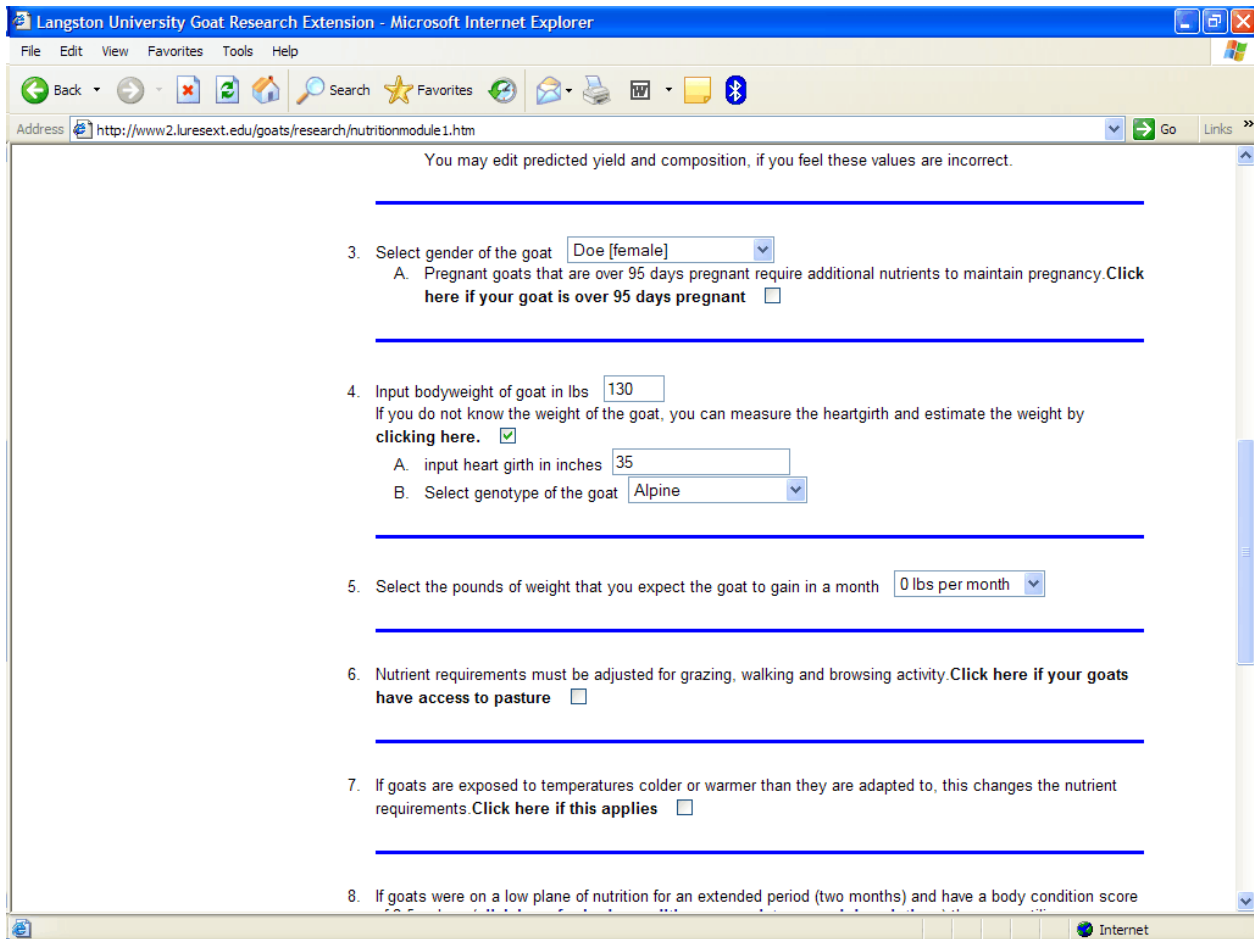 Langston University Goat Research Extension - Microsoft Internet Explorer
File Edit View Favorites Tools Help
Back Search Favorites
Address http://www2.luresext.edu/goats/research/nutritionmodule1.htm Go Links »
You may edit predicted yield and composition, if you feel these values are incorrect.
3. Select gender of the goat Doe [female]
A. Pregnant goats that are over 95 days pregnant require additional nutrients to maintain pregnancy.Click
here if your goat is over 95 days pregnant
4. Input bodyweight of goat in lbs 130
If you do not know the weight of the goat, you can measure the heartgirth and estimate the weight by
clicking here.
A. input heart girth in inches 35
B. Select genotype of the goat Alpine
5. Select the pounds of weight that you expect the goat to gain in a month 0 lbs per month
6. Nutrient requirements must be adjusted for grazing, walking and browsing activity.Click here if your goats
have access to pasture
7. If goats are exposed to temperatures colder or warmer than they are adapted to, this changes the nutrient
requirements.Click here if this applies
8. If goats were on a low plane of nutrition for an extended period (two months) and have a body condition score
Internet